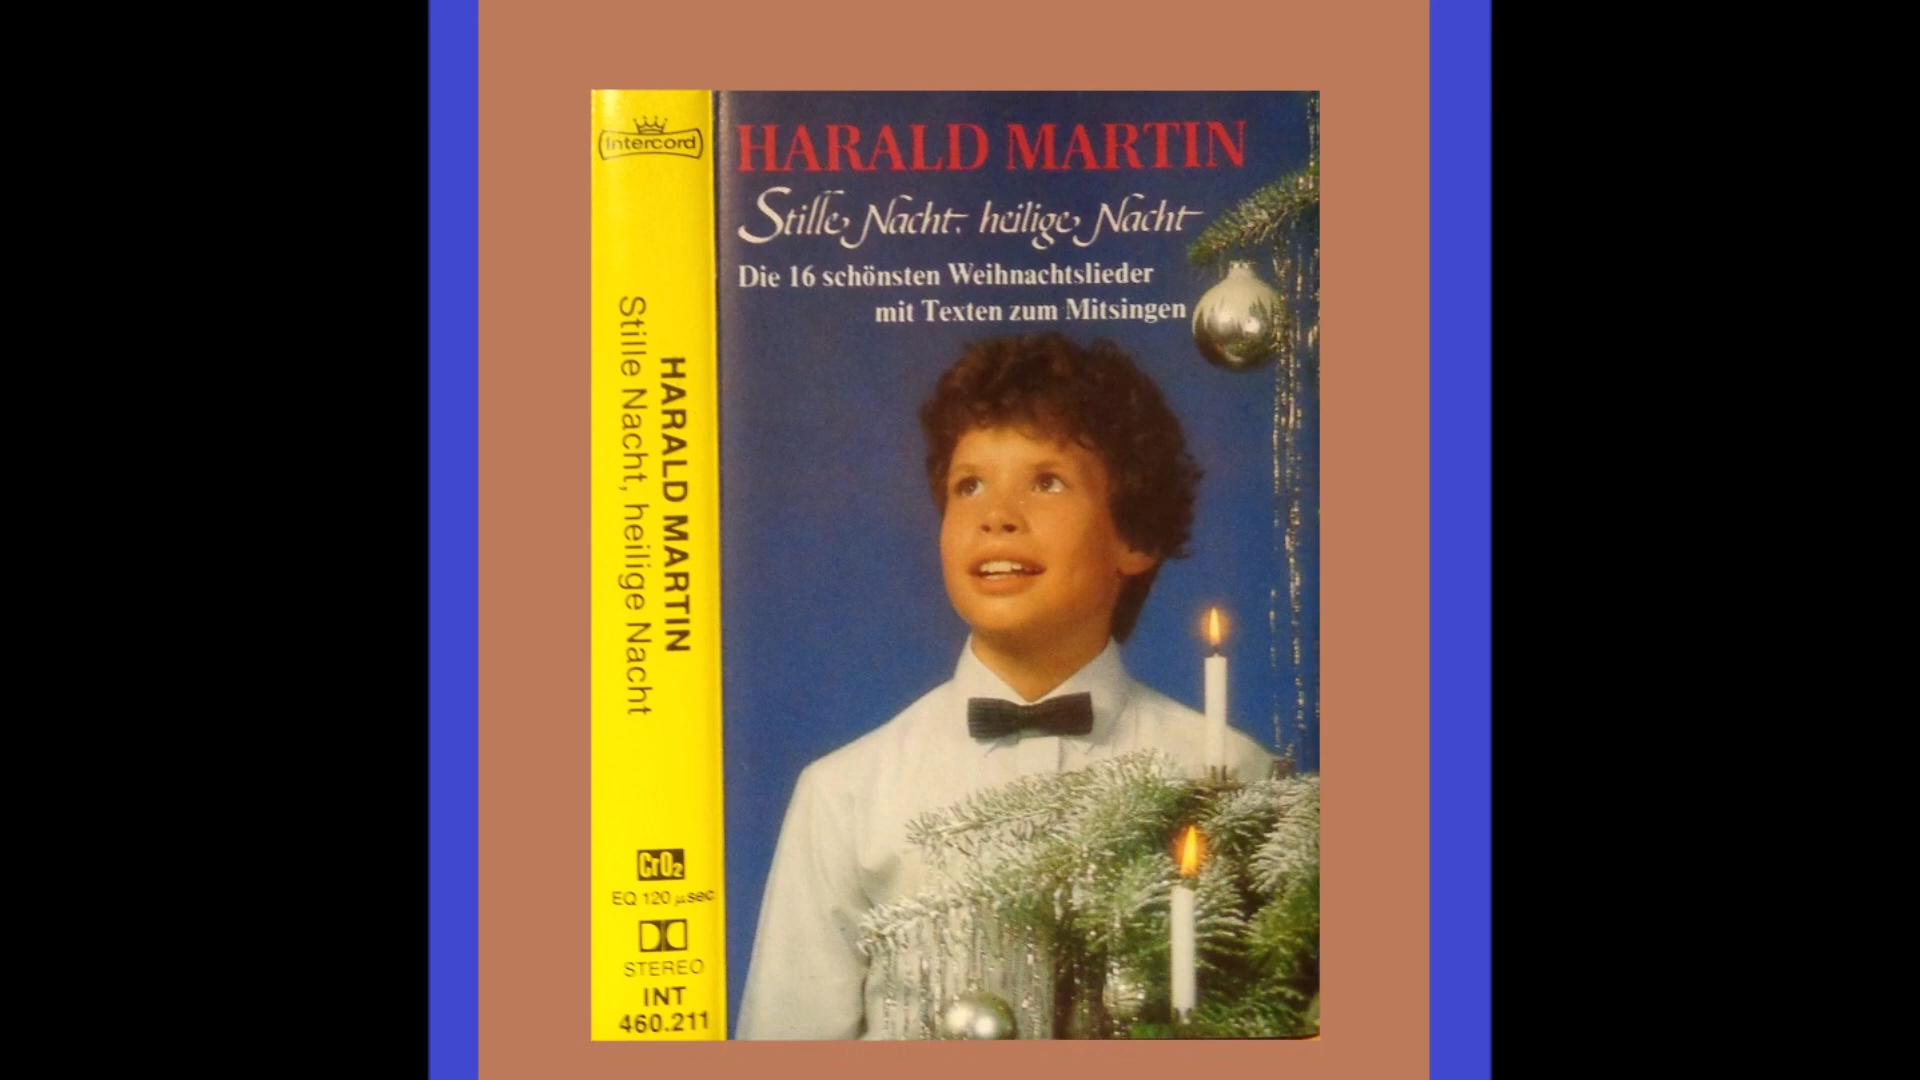 Intercord
HARALD MARTIN
Stille Nacht, heilige Nacht
CrO2
EQ 120 µsec
STEREO
INT
460.211
HARALD MARTIN
Stille Nacht, heilige Nacht
Die 16 schönsten Weihnachtslieder
mit Texten zum Mitsingen